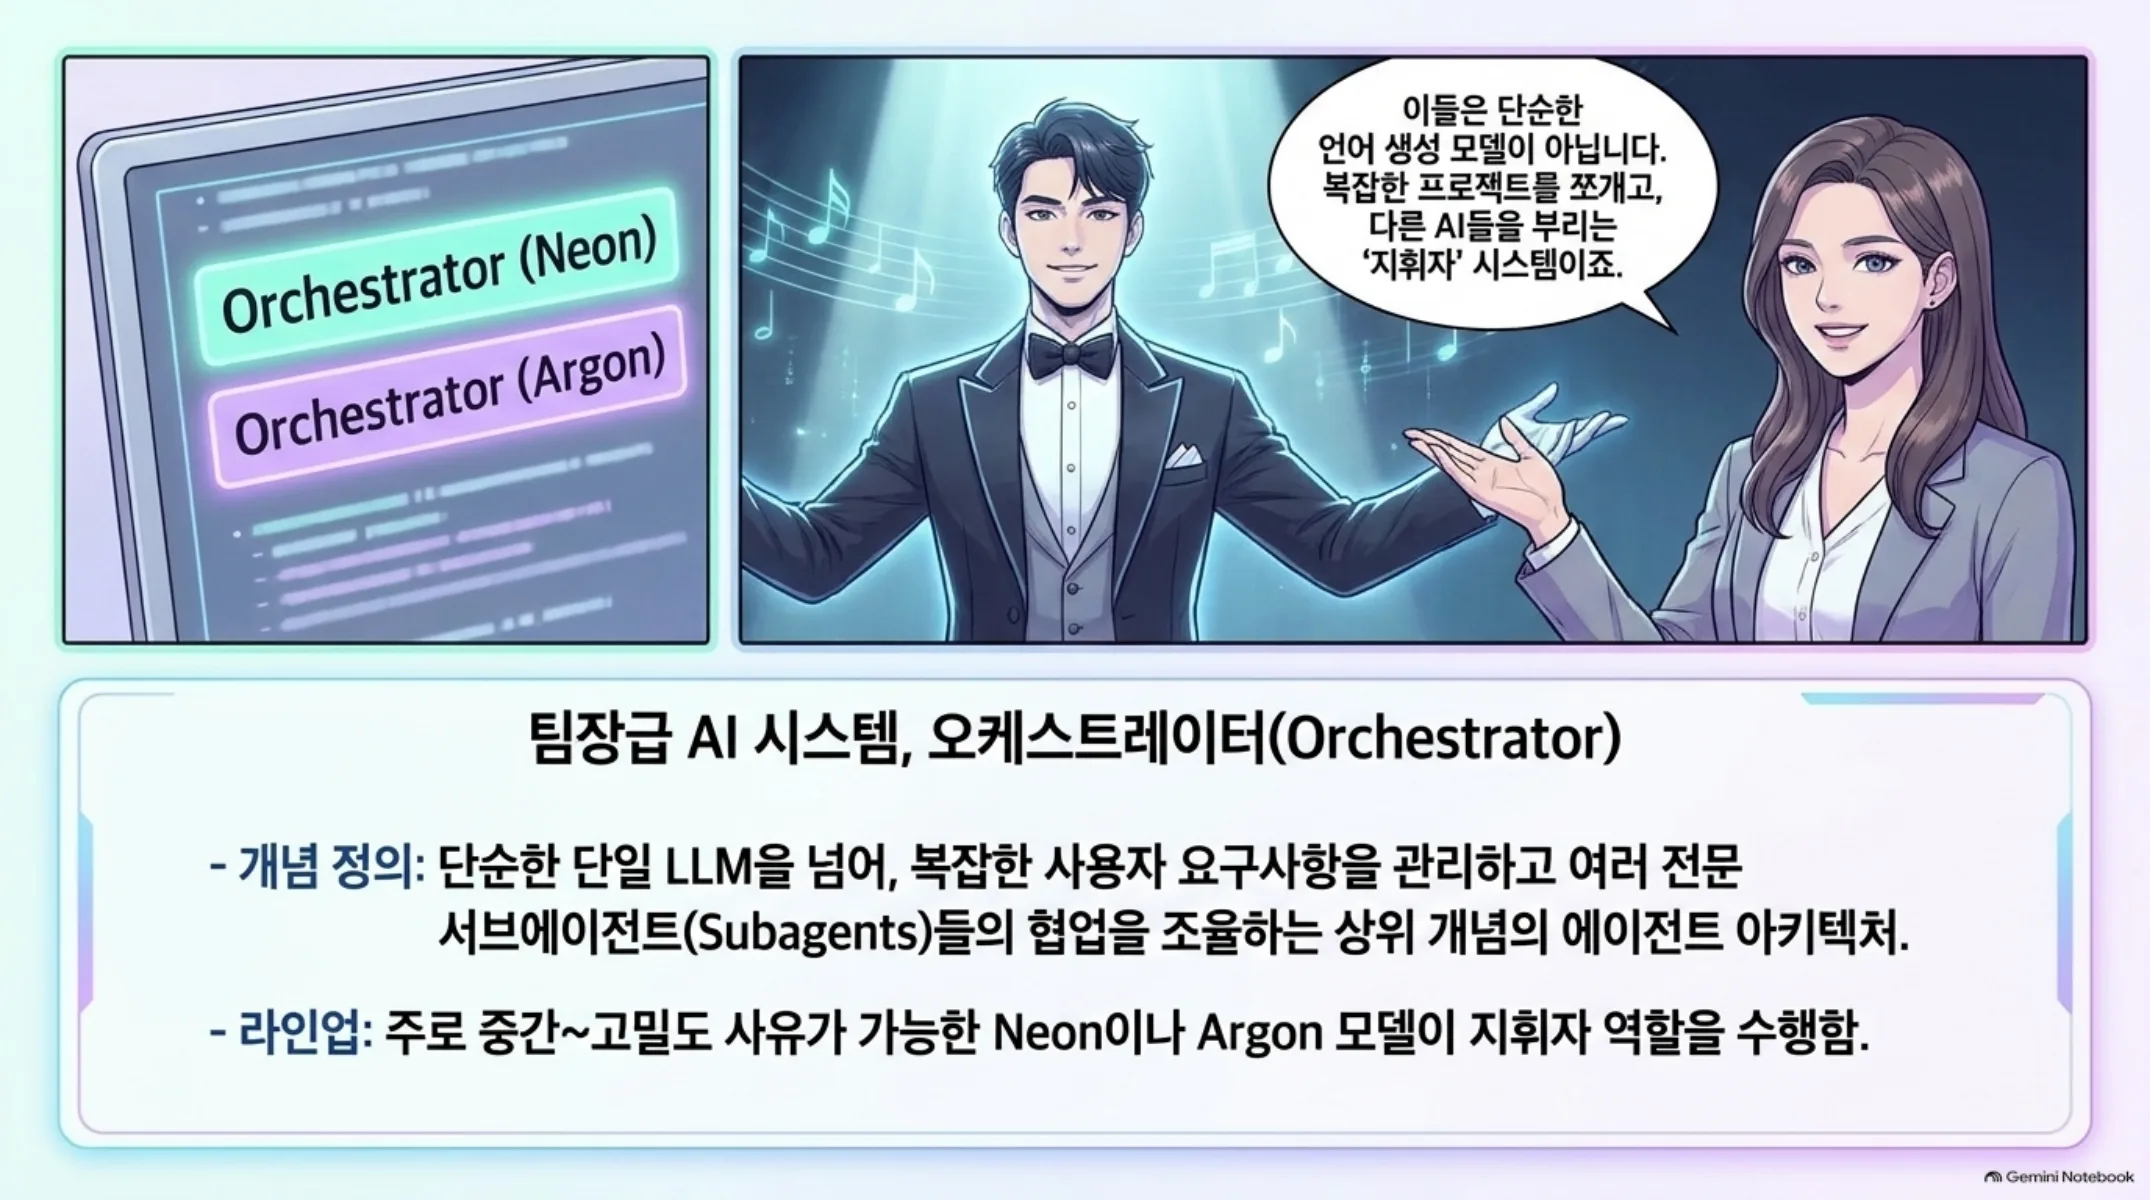 Orchestrator (Neon)
Orchestrator (Argon)
이들은 단순한
언어 생성 모델이 아닙니다.
복잡한 프로젝트를 쪼개고,
다른 AI들을 부리는
‘지휘자’ 시스템이죠.
팀장급 AI 시스템, 오케스트레이터(Orchestrator)
- 개념 정의: 단순한 단일 LLM을 넘어, 복잡한 사용자 요구사항을 관리하고 여러 전문
서브에이전트(Subagents)들의 협업을 조율하는 상위 개념의 에이전트 아키텍처.
- 라인업: 주로 중간~고밀도 사유가 가능한 Neon이나 Argon 모델이 지휘자 역할을 수행함.
Gemini Notebook